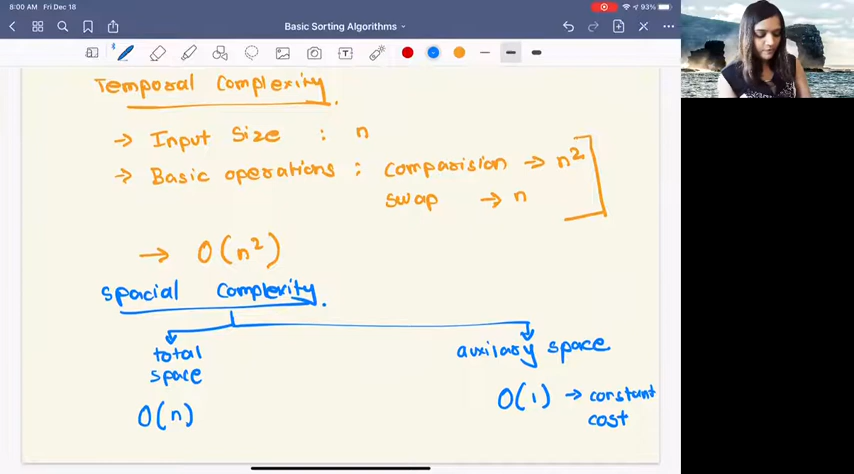 8:00 AM Fri Dec 18
93%
Basic Sorting Algorithms
T
Temporal Complexity.
→ Input Size : n
→ Basic operations : comparision → n²
swap → n
→ O(n²)
spacial complexity.
total space
auxilary space
O(n)
O(1) → constant cost